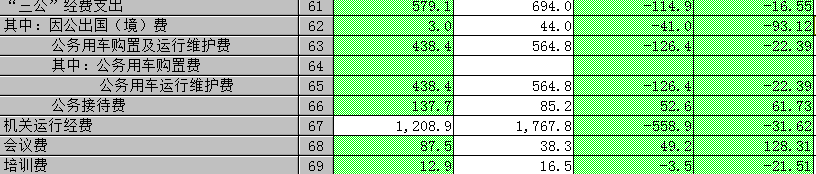 “三公”经费支出 61 579.1 694.0 -114.9 -16.55
其中: 因公出国（境）费 62 3.0 44.0 -41.0 -93.12
公务用车购置及运行维护费 63 438.4 564.8 -126.4 -22.39
其中: 公务用车购置费 64
公务用车运行维护费 65 438.4 564.8 -126.4 -22.39
公务接待费 66 137.7 85.2 52.6 61.73
机关运行经费 67 1,208.9 1,767.8 -558.9 -31.62
会议费 68 87.5 38.3 49.2 128.31
培训费 69 12.9 16.5 -3.5 -21.51